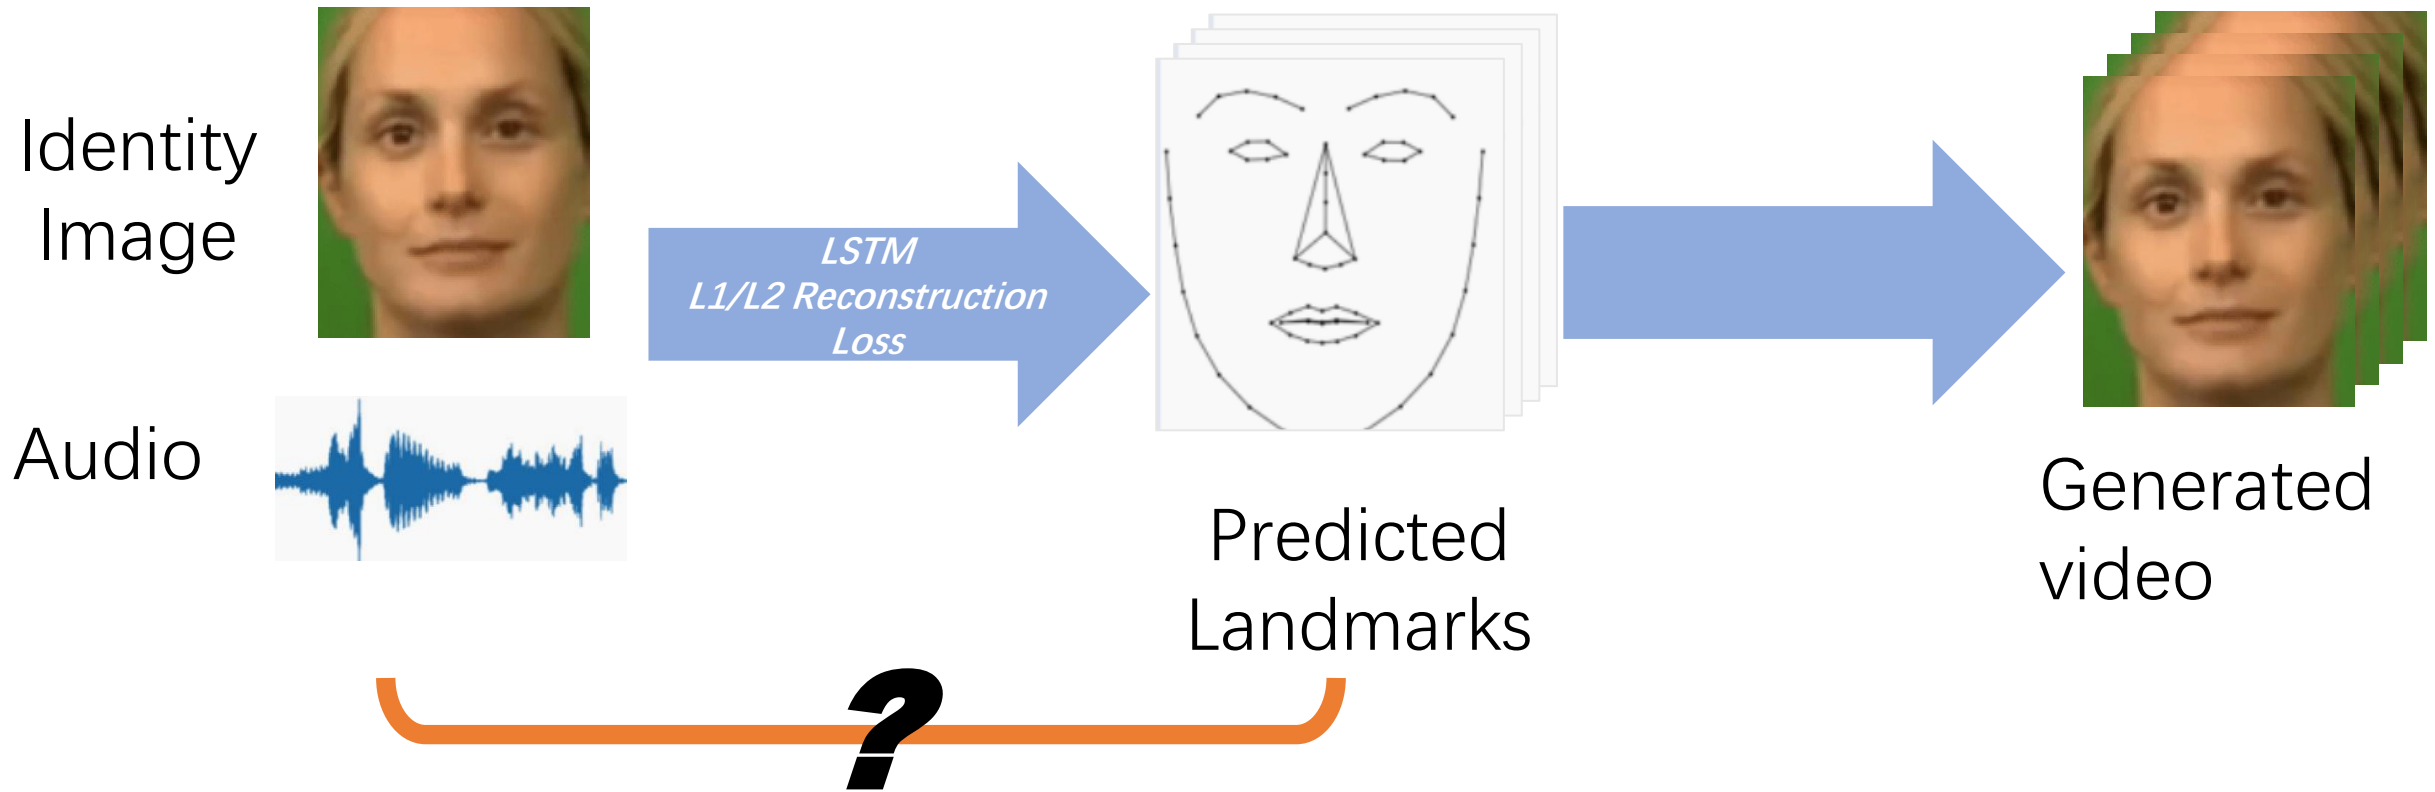 Identity
Image
Audio
LSTM
L1/L2 Reconstruction
Loss
Predicted
Landmarks
?
Generated
video